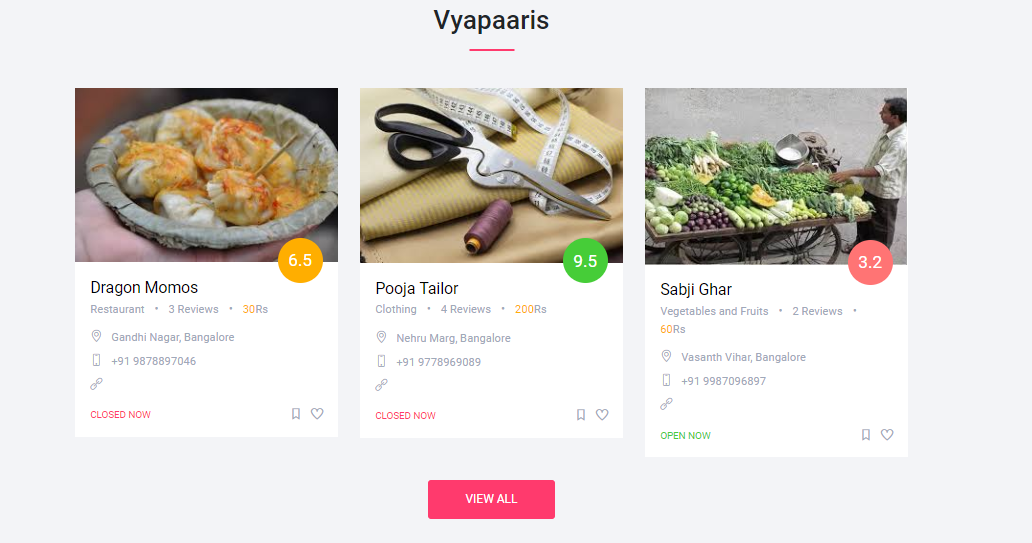 Vyapaaris
6.5
Dragon Momos
Restaurant • 3 Reviews • 30Rs
Gandhi Nagar, Bangalore
+91 9878897046
CLOSED NOW
9.5
Pooja Tailor
Clothing • 4 Reviews • 200Rs
Nehru Marg, Bangalore
+91 9778969089
CLOSED NOW
3.2
Sabji Ghar
Vegetables and Fruits • 2 Reviews •
60Rs
Vasanth Vihar, Bangalore
+91 9987096897
OPEN NOW
VIEW ALL